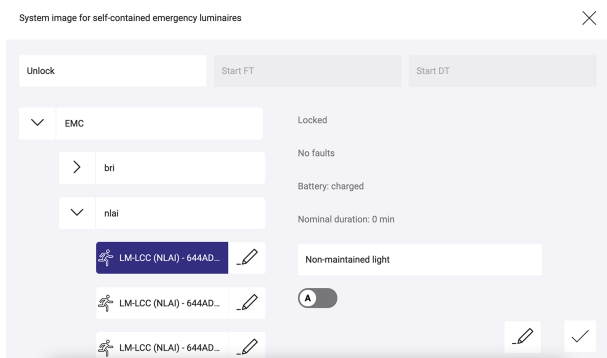 System image for self-contained emergency luminaires
Unlock
Start FT
Start DT
EMC
Locked
No faults
bri
Battery: charged
nlai
Nominal duration: 0 min
LM-LCC (NLAI) - 644AD...
Non-maintained light
LM-LCC (NLAI) - 644AD...
A
LM-LCC (NLAI) - 644AD...